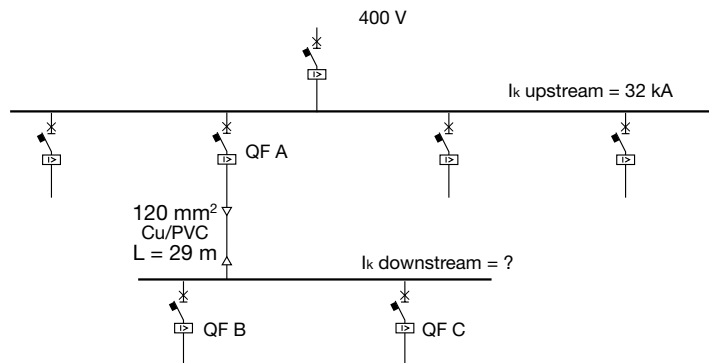 400 V
I>
Iₖ upstream = 32 kA
I>
I>
QF A
I>
I>
120 mm²
Cu/PVC
L = 29 m
Iₖ downstream = ?
I>
QF B
I>
QF C